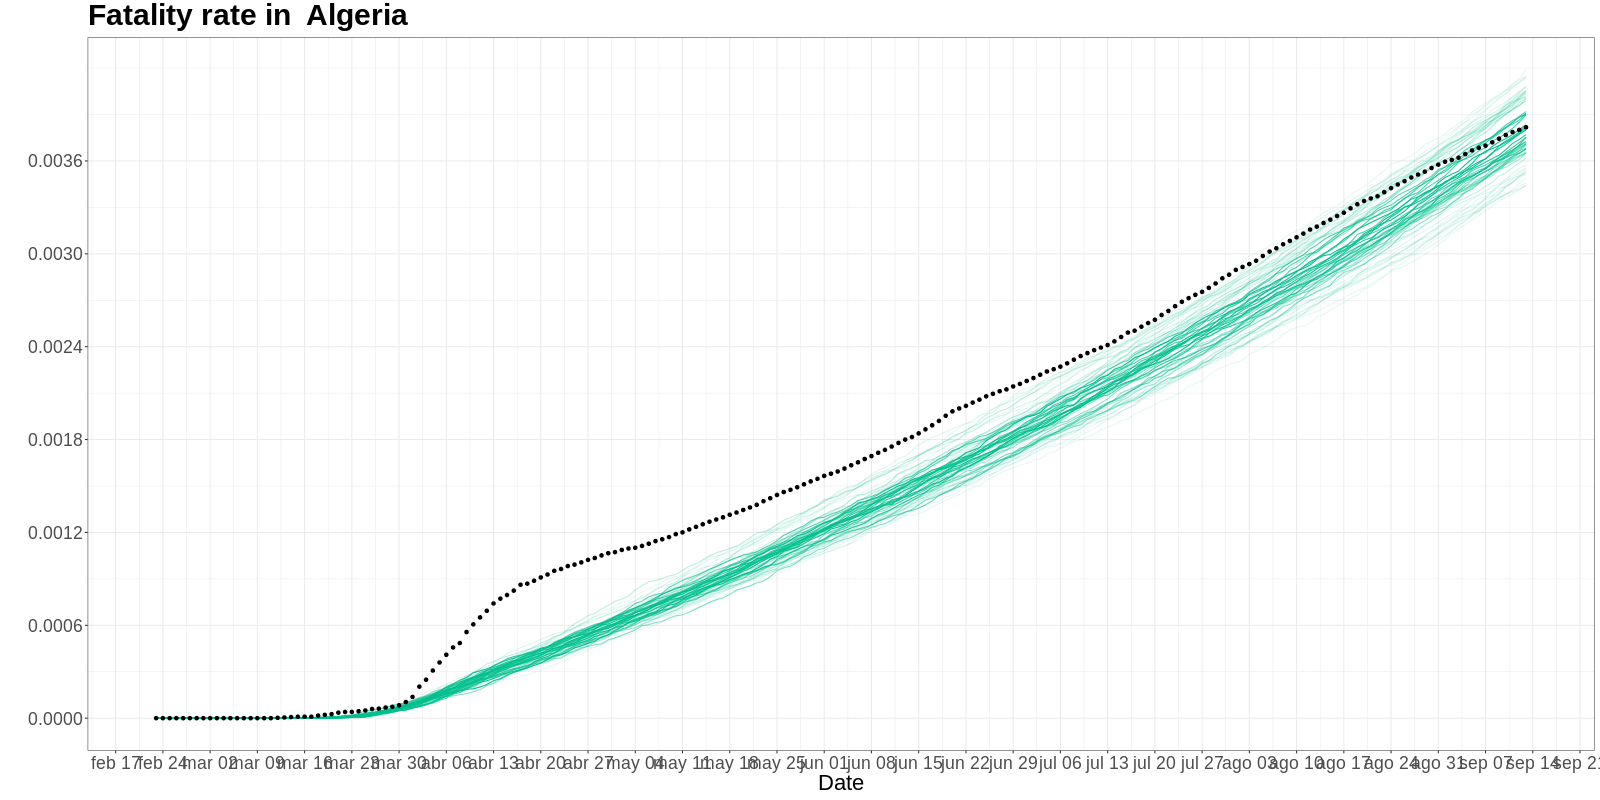 Fatality rate in  Algeria
0.0036
0.0030
0.0024
0.0018
0.0012
0.0006
0.0000
feb 17 feb 24 mar 02 mar 09 mar 16 mar 23 mar 30 abr 06 abr 13 abr 20 abr 27 may 04 may 11 may 18 may 25 jun 01 jun 08 jun 15 jun 22 jun 29 jul 06 jul 13 jul 20 jul 27 ago 03 ago 10 ago 17 ago 24 ago 31 sep 07 sep 14 sep 21
Date